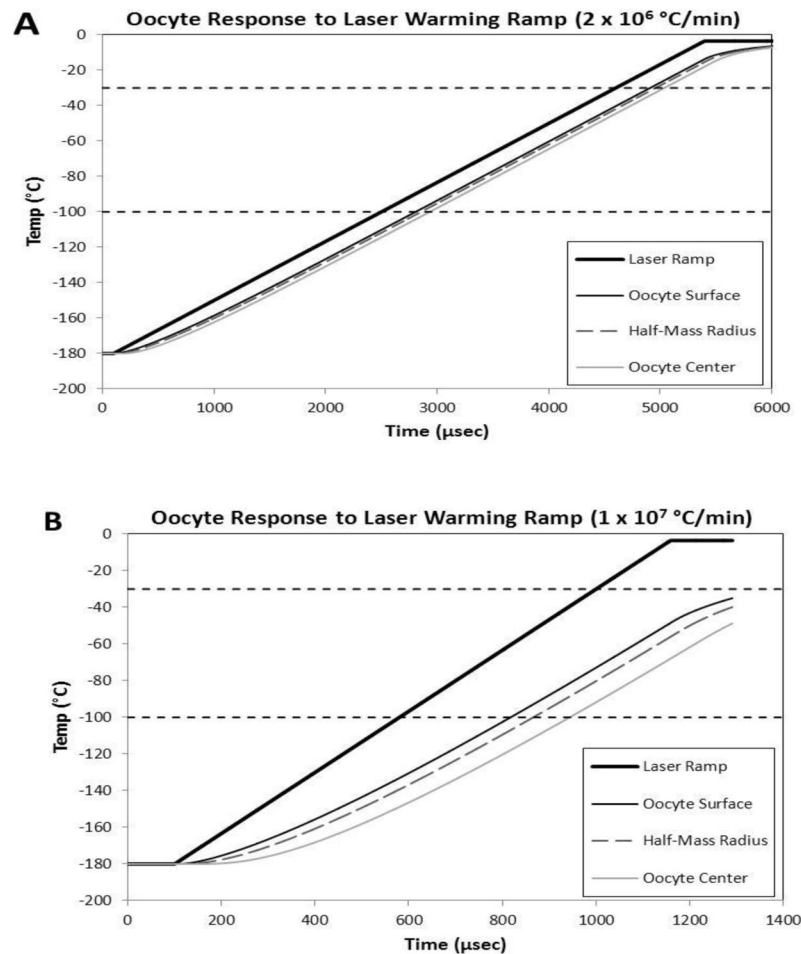 A
Oocyte Response to Laser Warming Ramp (2 x 10⁶ °C/min)
0
-20
-40
-60
-80
-100
-120
-140
-160
-180
-200
Temp (°C)
Laser Ramp
Oocyte Surface
Half-Mass Radius
Oocyte Center
0 1000 2000 3000 4000 5000 6000
Time (µsec)
B
Oocyte Response to Laser Warming Ramp (1 x 10⁷ °C/min)
0
-20
-40
-60
-80
-100
-120
-140
-160
-180
-200
Temp (°C)
Laser Ramp
Oocyte Surface
Half-Mass Radius
Oocyte Center
0 200 400 600 800 1000 1200 1400
Time (µsec)